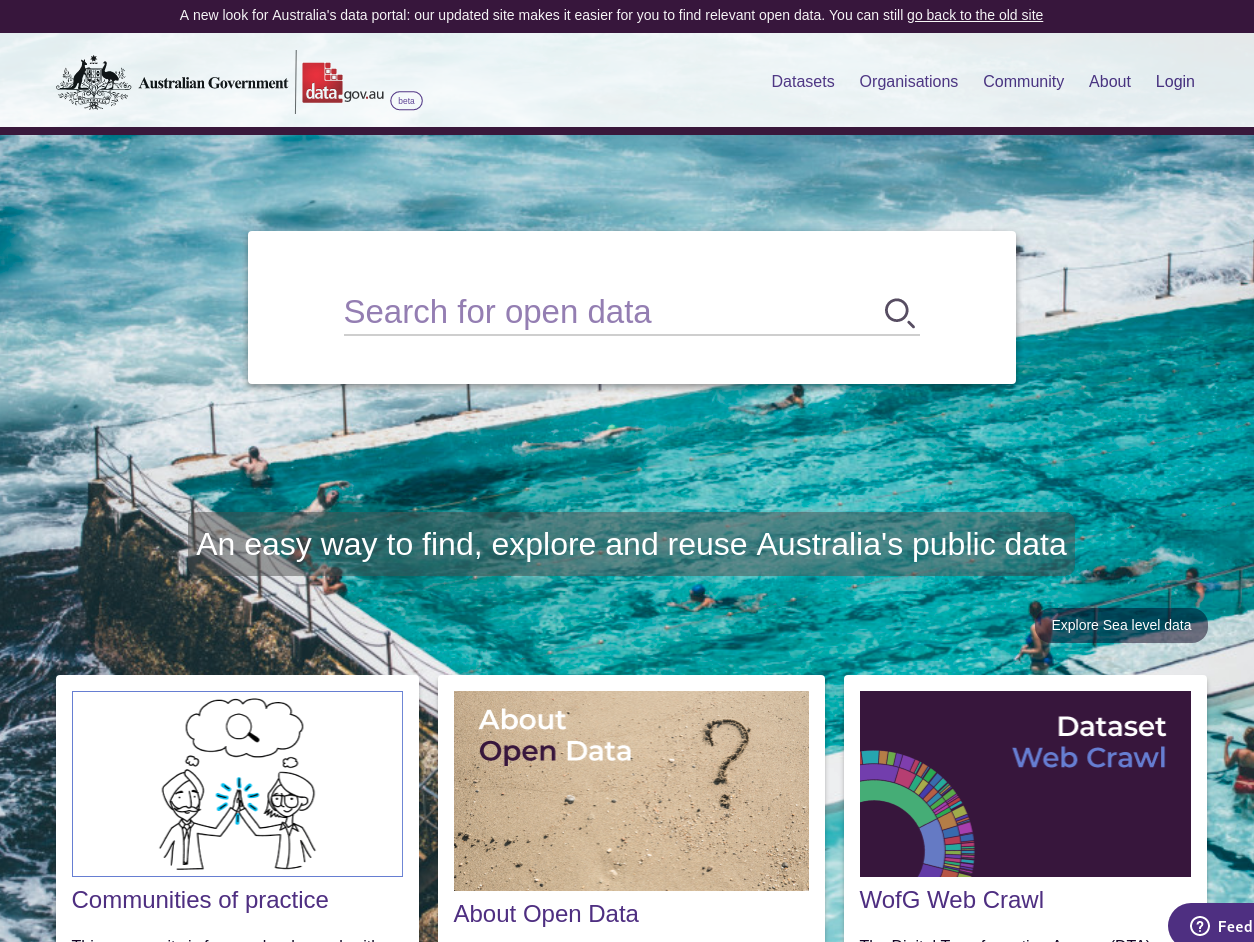 A new look for Australia's data portal: our updated site makes it easier for you to find relevant open data. You can still go back to the old site
Australian Government
data.gov.au
beta
Datasets
Organisations
Community
About
Login
Search for open data
An easy way to find, explore and reuse Australia's public data
Explore Sea level data
About
Open Data
Dataset
Web Crawl
Communities of practice
About Open Data
WofG Web Crawl
Feed